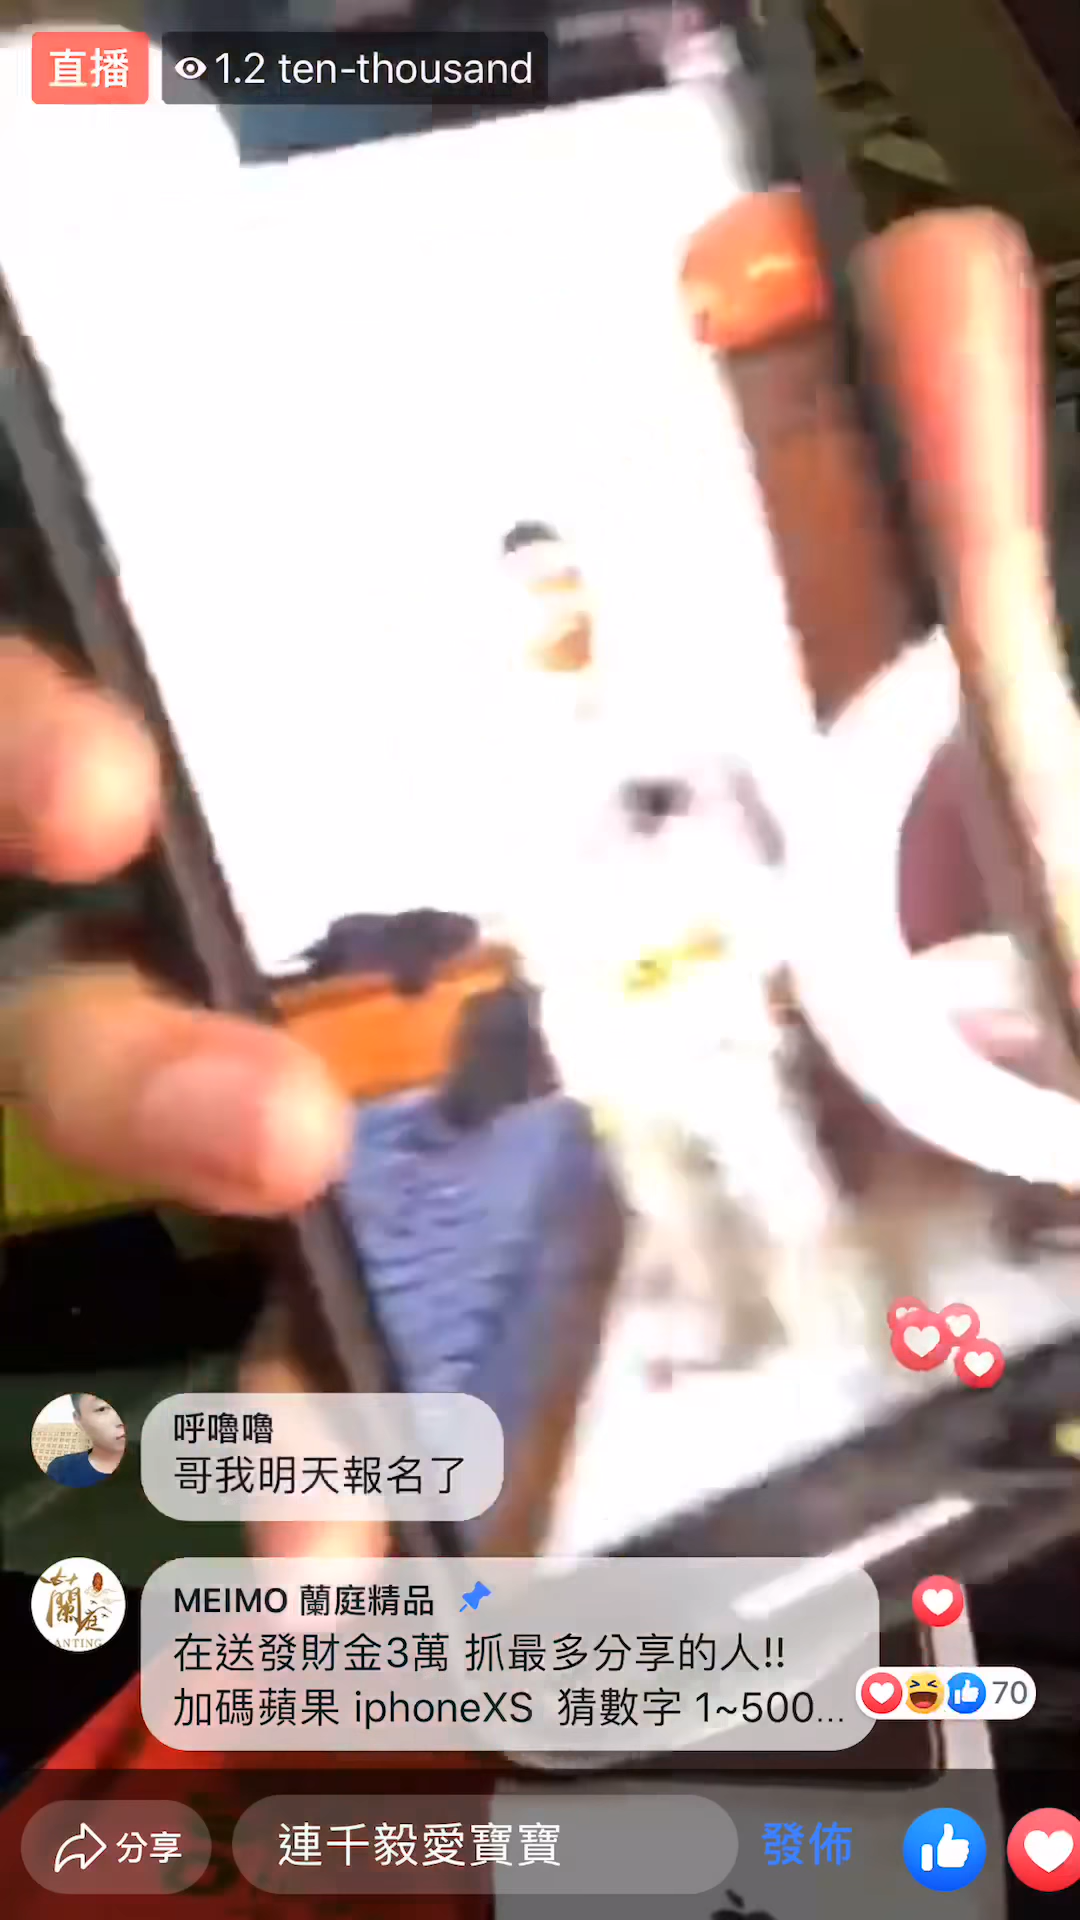 直播
1.2 ten-thousand
呼嚕嚕
哥我明天報名了
MEIMO 蘭庭精品
在送發財金3萬 抓最多分享的人!!
加碼蘋果 iphoneXS 猜數字 1~500...
70
分享
連千毅愛寶寶
發佈